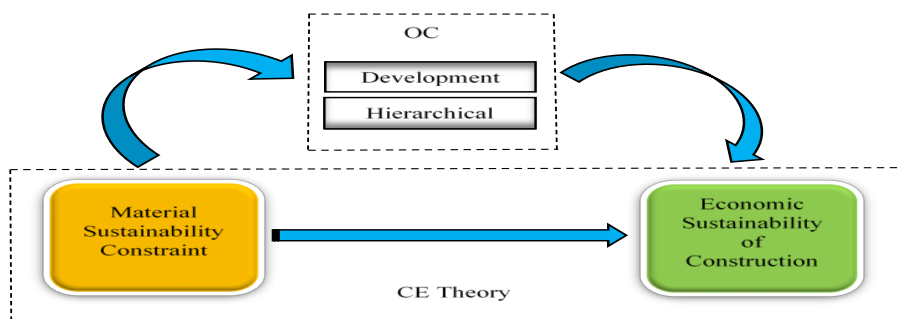 OC
Development
Hierarchical
Material
Sustainability
Constraint
Economic
Sustainability
of
Construction
CE Theory